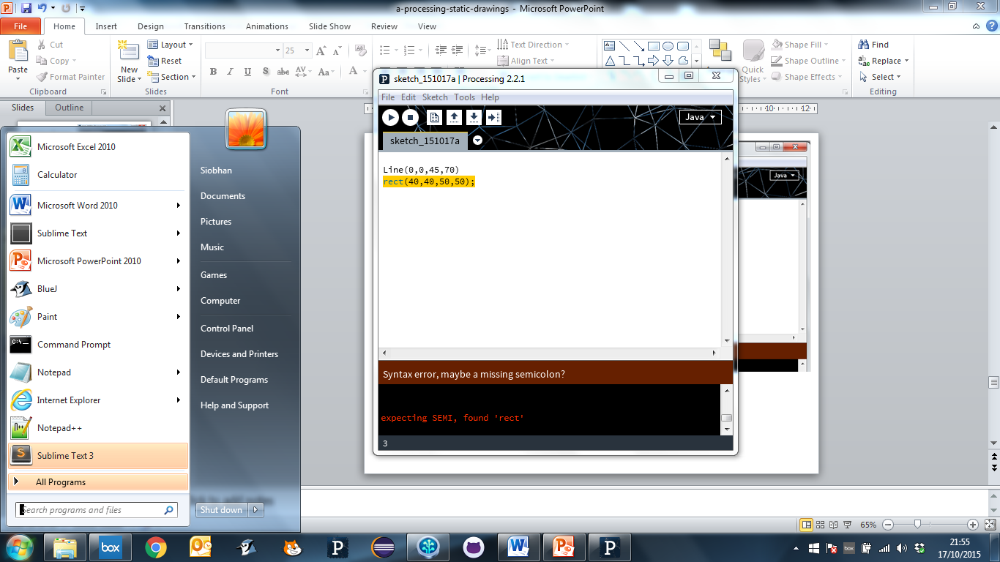 a-processing-static-drawings - Microsoft PowerPoint
File Home Insert Design Transitions Animations Slide Show Review View
Paste
Cut
Copy
Format Painter
Clipboard
New Slide
Layout
Reset
Section
Slides
25
B I U S abc AV Aa A
Font
Text Direction
Align Text
Quick Styles
Shape Fill
Shape Outline
Shape Effects
Find
Replace
Select
Editing
Slides Outline
10 12
sketch_151017a | Processing 2.2.1
File Edit Sketch Tools Help
Java
sketch_151017a
Line(0,0,45,70)
rect(40,40,50,50);
Syntax error, maybe a missing semicolon?
expecting SEMI, found 'rect'
3
Java
Microsoft Excel 2010
Calculator
Microsoft Word 2010
Sublime Text
Microsoft PowerPoint 2010
BlueJ
Paint
Command Prompt
Notepad
Internet Explorer
Notepad++
Sublime Text 3
All Programs
Search programs and files
Siobhan
Documents
Pictures
Music
Games
Computer
Control Panel
Devices and Printers
Default Programs
Help and Support
Shut down
65%
box
box
21:55
17/10/2015